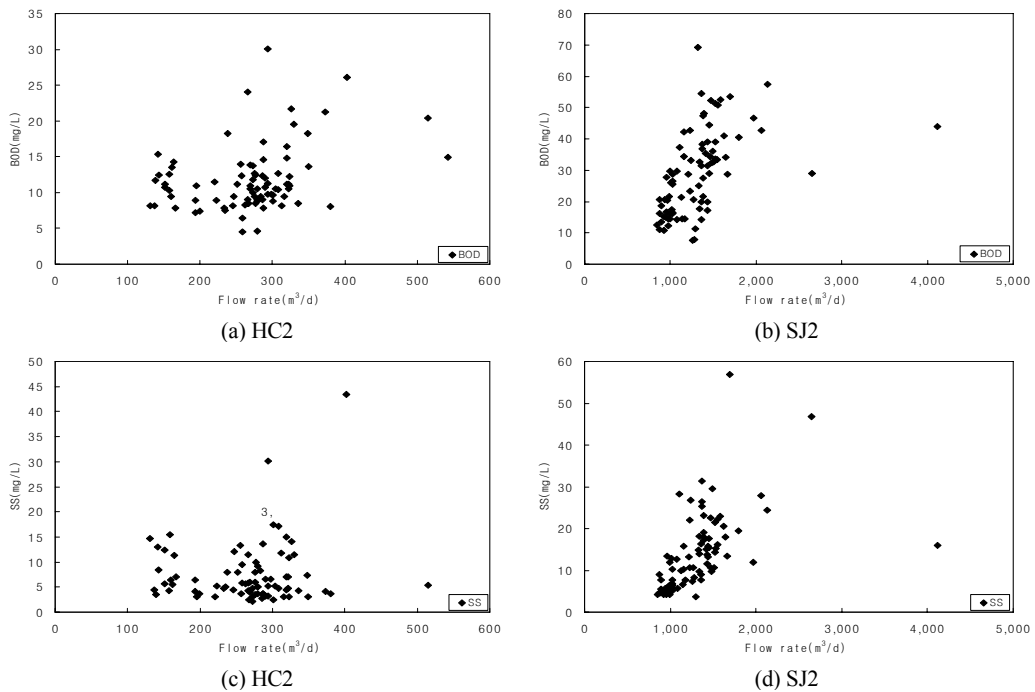 35
30
25
20
15
10
5
0
BOD(mg/L)
0 100 200 300 400 500 600
Flow rate(m³/d)
BOD
(a) HC2
80
70
60
50
40
30
20
10
0
BOD(mg/L)
0 1,000 2,000 3,000 4,000 5,000
Flow rate(m³/d)
BOD
(b) SJ2
50
45
40
35
30
25
20
15
10
5
0
SS(mg/L)
3,
0 100 200 300 400 500 600
Flow rate(m³/d)
SS
(c) HC2
60
50
40
30
20
10
0
SS(mg/L)
0 1,000 2,000 3,000 4,000 5,000
Flow rate(m³/d)
SS
(d) SJ2